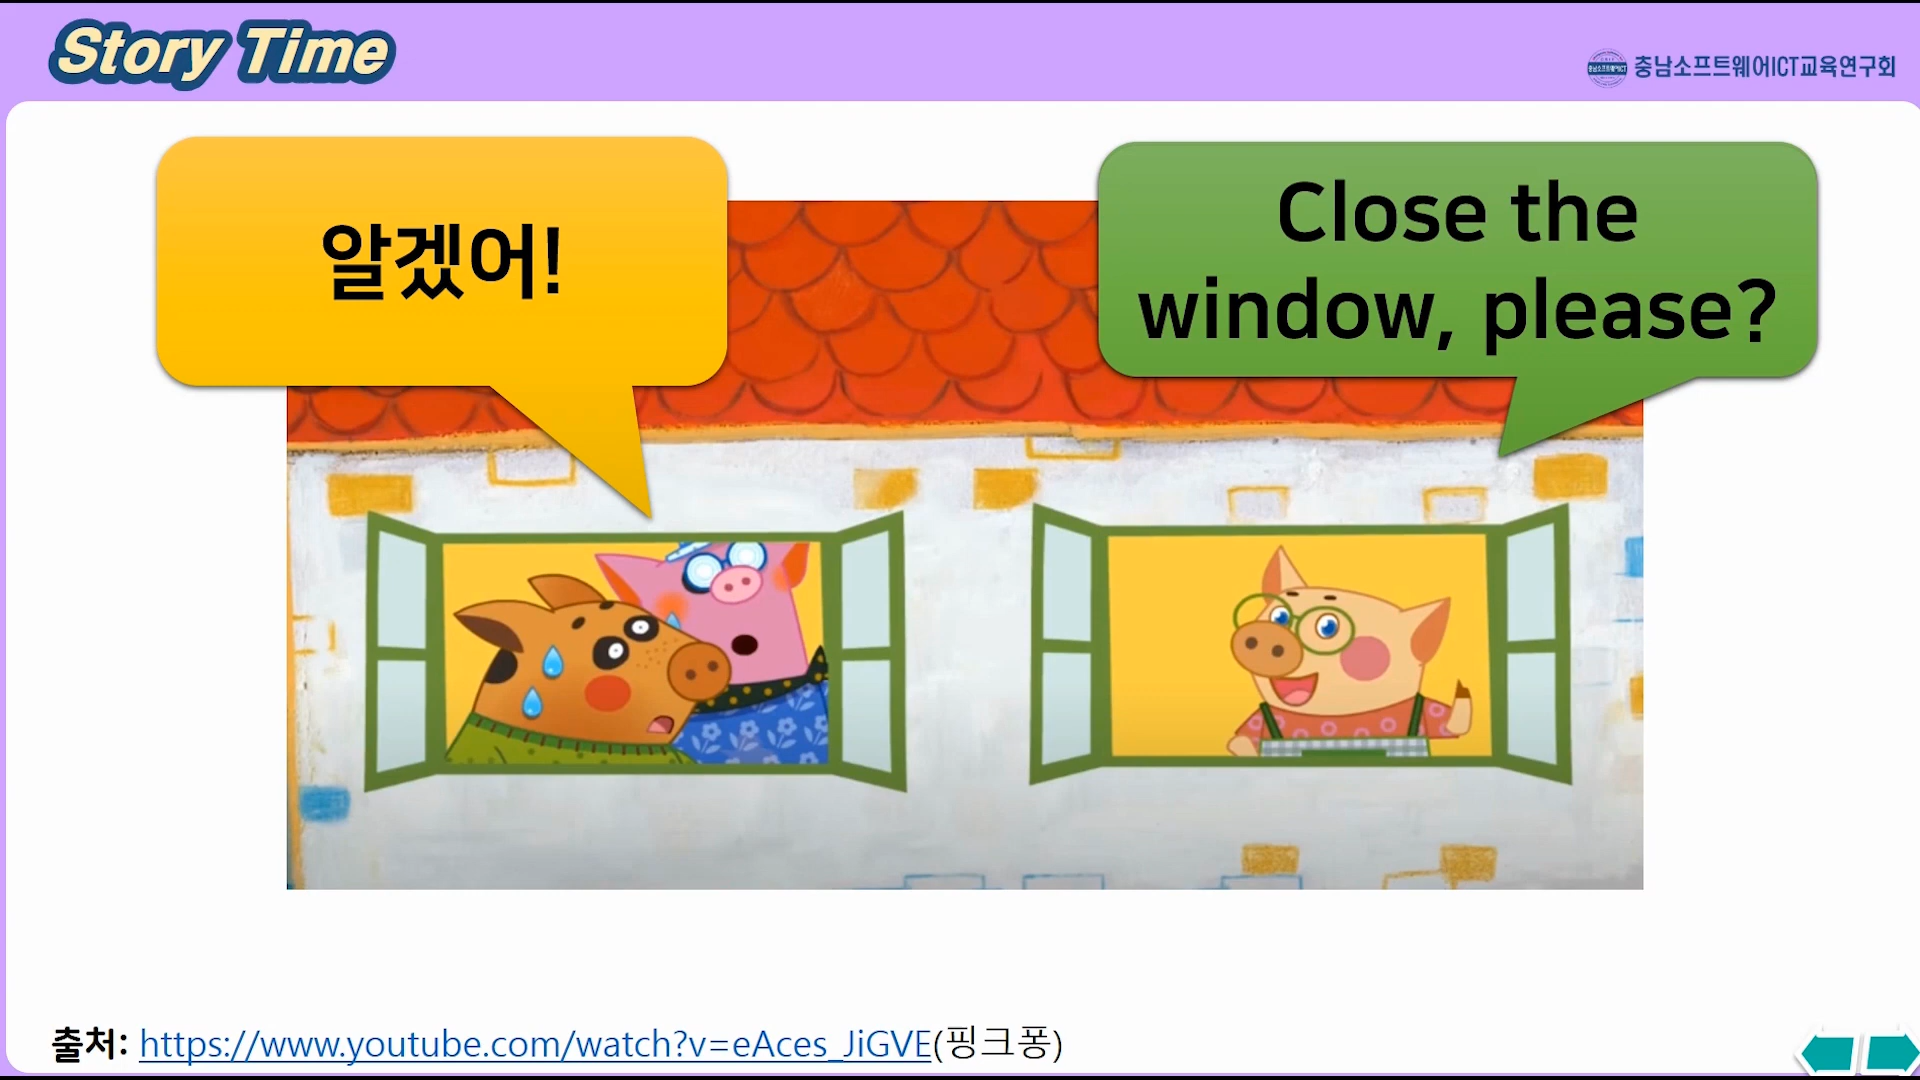 Story Time
충남소프트웨어ICT교육연구회
알겠어!
Close the
window, please?
출처: https://www.youtube.com/watch?v=eAces_JiGVE(핑크퐁)